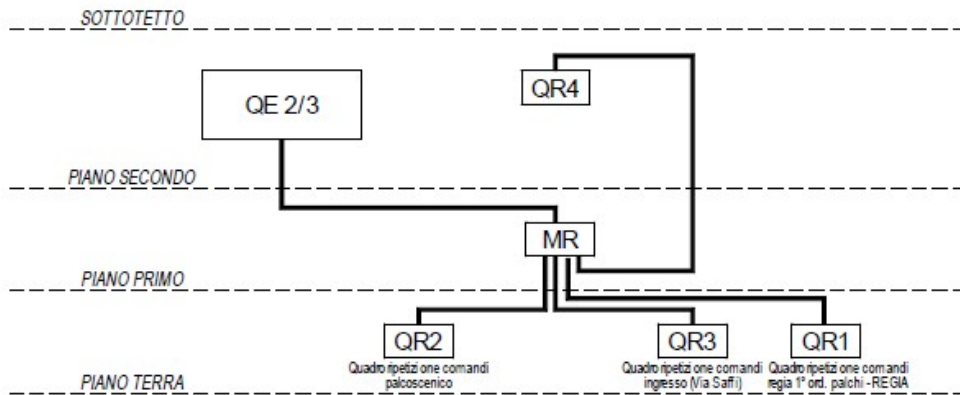 SOTTOTETTO
QE 2/3
QR4
PIANO SECONDO
MR
PIANO PRIMO
QR2
Quadro ripetizione comandi
palcoscenico
QR3
Quadro ripetizione comandi
ingresso (Via Saffi)
QR1
Quadro ripetizione comandi
regia 1° ord. palchi - REGIA
PIANO TERRA